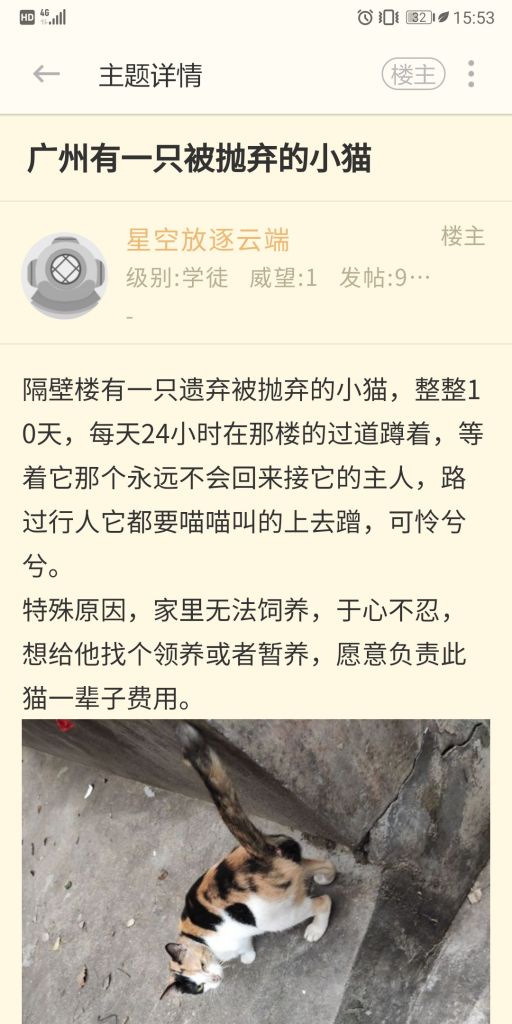 HD 4G 32 15:53
主题详情 楼主
广州有一只被抛弃的小猫
星空放逐云端 楼主
级别:学徒 威望:1 发帖:9…
-
隔壁楼有一只遗弃被抛弃的小猫，整整1
0天，每天24小时在那楼的过道蹲着，等
着它那个永远不会回来接它的主人，路
过行人它都要喵喵叫的上去蹭，可怜兮
兮。
特殊原因，家里无法饲养，于心不忍，
想给他找个领养或者暂养，愿意负责此
猫一辈子费用。